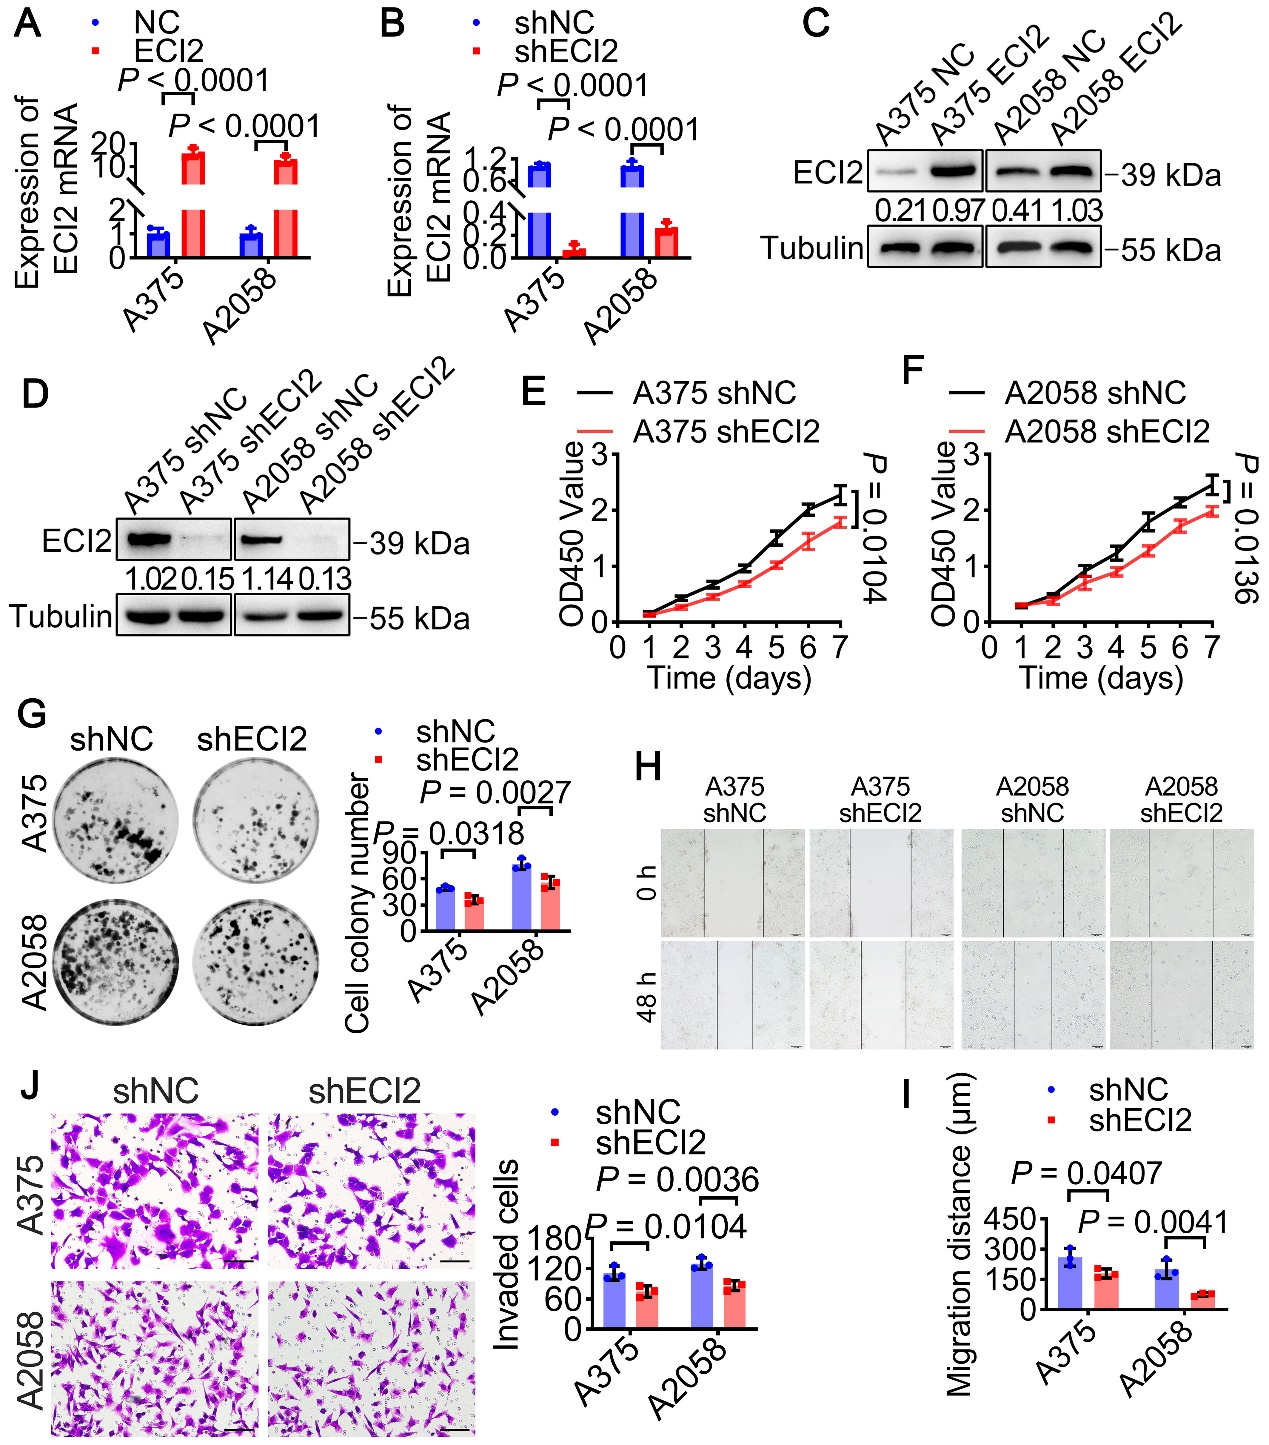 A
NC
ECI2
P < 0.0001
P < 0.0001
Expression of
ECI2 mRNA
20
10
2
1
0
A375
A2058
B
shNC
shECI2
P < 0.0001
P < 0.0001
Expression of
ECI2 mRNA
1.2
0.6
0.4
0.2
0.0
A375
A2058
C
A375 NC
A375 ECI2
A2058 NC
A2058 ECI2
ECI2
39 kDa
0.21 0.97 0.41 1.03
Tubulin
55 kDa
D
A375 shNC
A375 shECI2
A2058 shNC
A2058 shECI2
ECI2
39 kDa
1.02 0.15 1.14 0.13
Tubulin
55 kDa
E
A375 shNC
A375 shECI2
OD450 Value
3
2
1
0
0 1 2 3 4 5 6 7
Time (days)
P = 0.0104
F
A2058 shNC
A2058 shECI2
OD450 Value
3
2
1
0
0 1 2 3 4 5 6 7
Time (days)
P = 0.0136
G
shNC shECI2
A375
A2058
shNC
shECI2
P = 0.0027
P = 0.0318
Cell colony number
90
60
30
0
A375
A2058
H
A375 shNC
A375 shECI2
A2058 shNC
A2058 shECI2
0 h
48 h
J
shNC shECI2
A375
A2058
shNC
shECI2
P = 0.0036
P = 0.0104
Invaded cells
180
120
60
0
A375
A2058
I
shNC
shECI2
P = 0.0407
P = 0.0041
Migration distance (μm)
450
300
150
0
A375
A2058